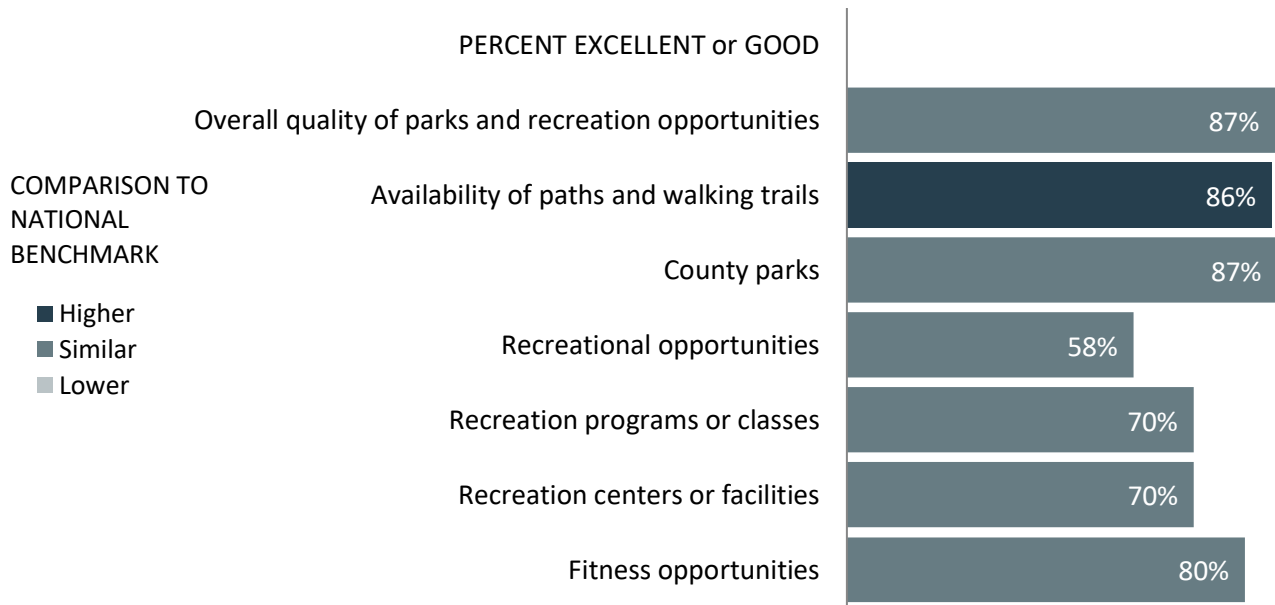 PERCENT EXCELLENT or GOOD
Overall quality of parks and recreation opportunities 87%
Availability of paths and walking trails 86%
County parks 87%
Recreational opportunities 58%
Recreation programs or classes 70%
Recreation centers or facilities 70%
Fitness opportunities 80%
COMPARISON TO
NATIONAL
BENCHMARK
Higher
Similar
Lower